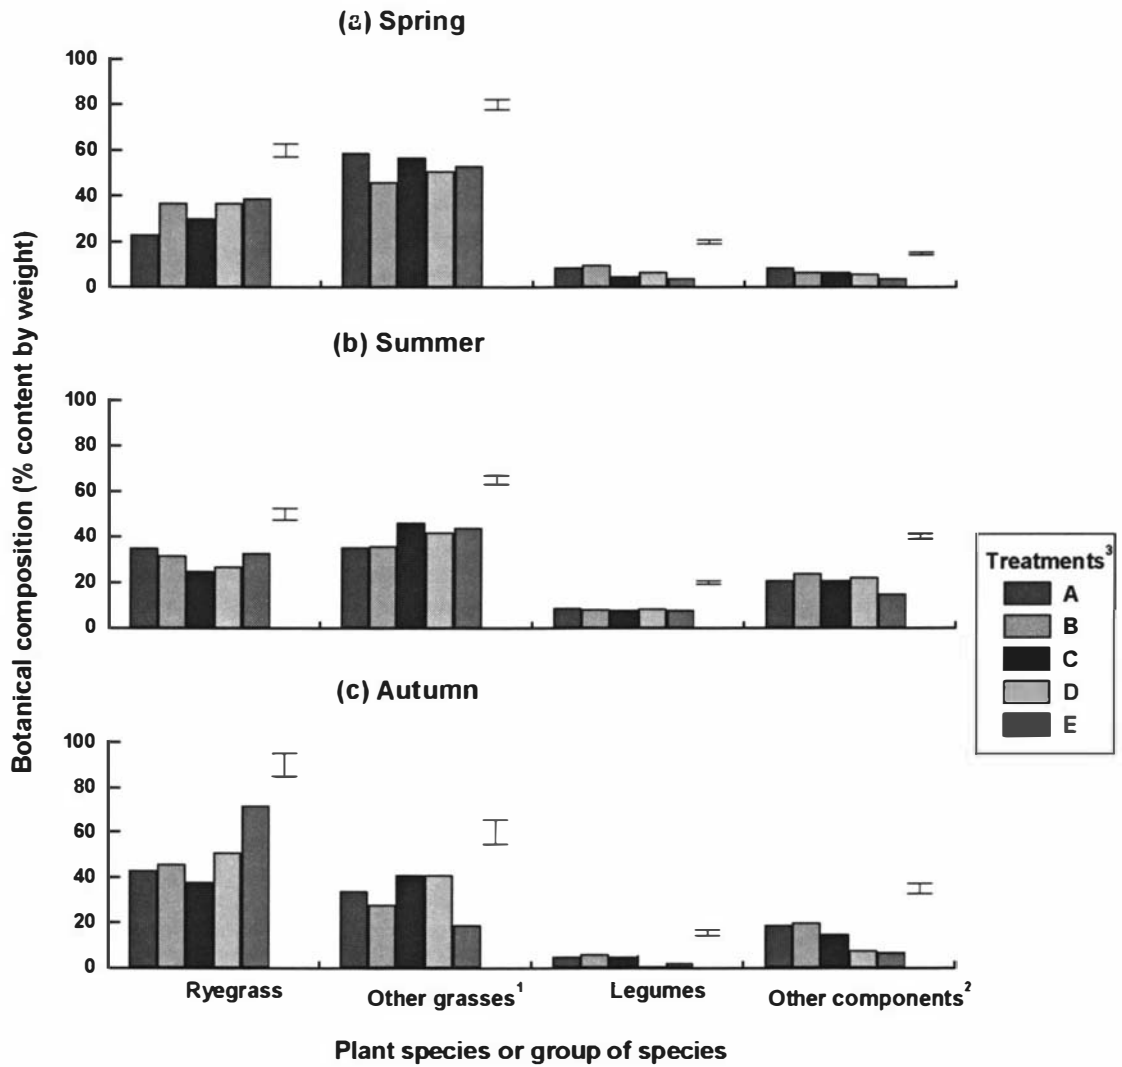 (a) Spring
100
80
60
40
20
0
(b) Summer
100
80
60
40
20
0
(c) Autumn
100
80
60
40
20
0
Botanical composition (% content by weight)
Ryegrass
Other grasses¹
Legumes
Other components²
Plant species or group of species
Treatments³
A
B
C
D
E